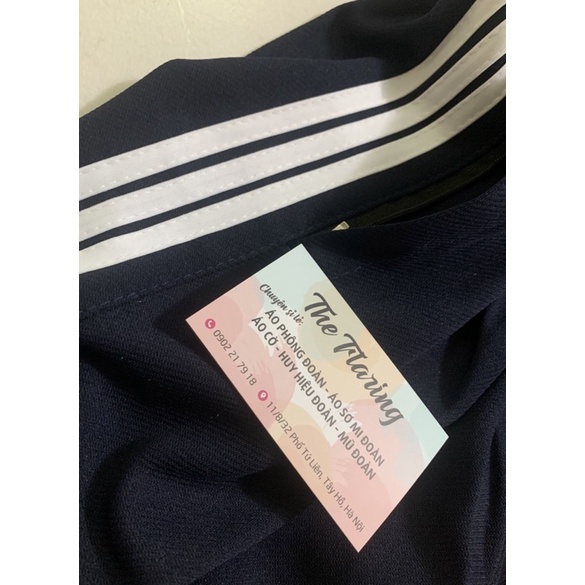 The Flaring
Chuyên sỉ lẻ:
ÁO PHÔNG ĐOÀN - ÁO SƠ MI ĐOÀN
ÁO CỜ - HUY HIỆU ĐOÀN - MŨ ĐOÀN
0902 21 79 18
11/8/32 Phố Tứ Liên, Tây Hồ, Hà Nội